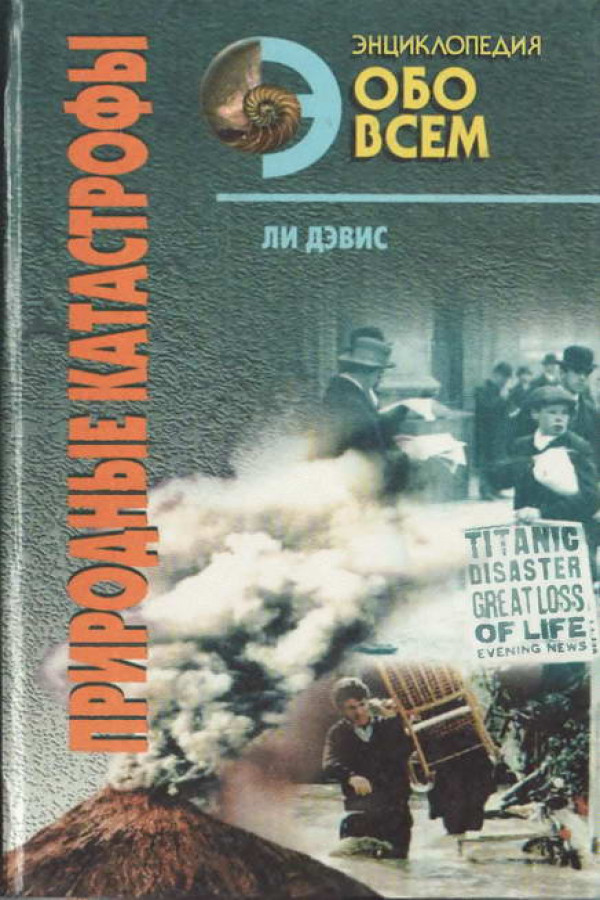 ЭНЦИКЛОПЕДИЯ
ОБО
ВСЕМ
Э
ЛИ ДЭВИС
ПРИРОДНЫЕ КАТАСТРОФЫ
TITANIC
DISASTER
GREAT LOSS
OF LIFE
EVENING NEWS